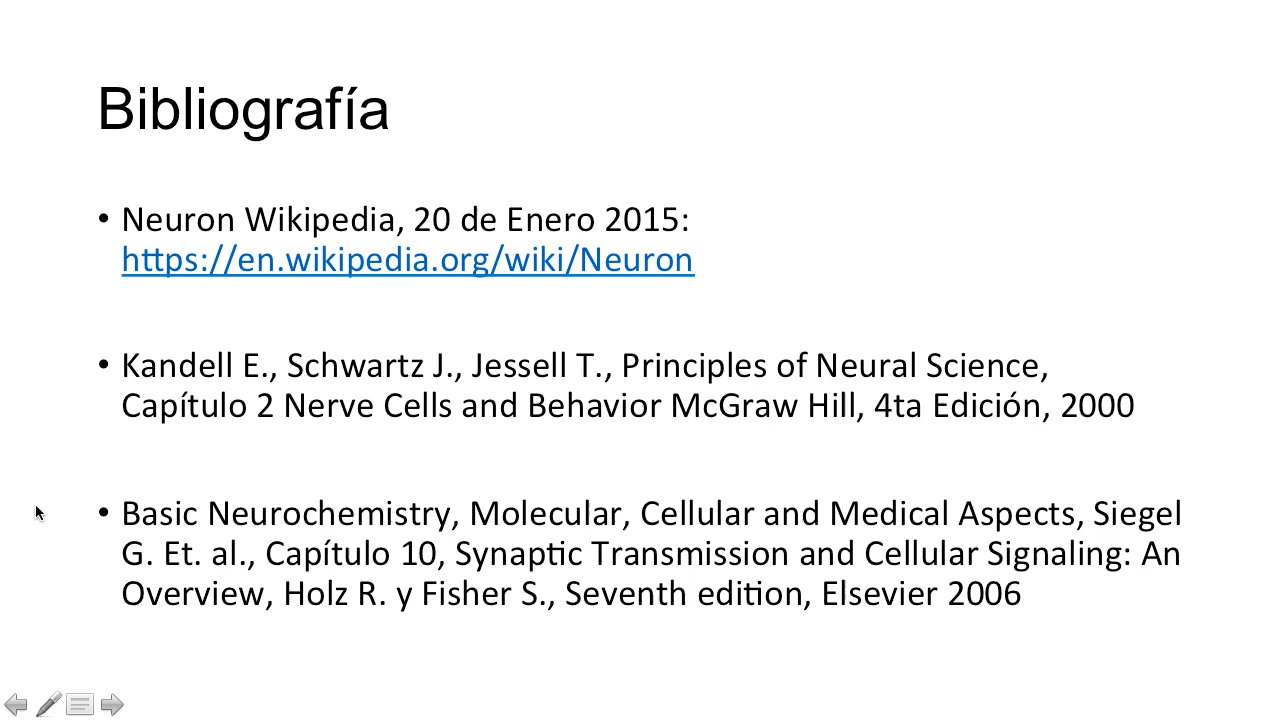 Bibliografía
• Neuron Wikipedia, 20 de Enero 2015:
https://en.wikipedia.org/wiki/Neuron
• Kandell E., Schwartz J., Jessell T., Principles of Neural Science,
Capítulo 2 Nerve Cells and Behavior McGraw Hill, 4ta Edición, 2000
• Basic Neurochemistry, Molecular, Cellular and Medical Aspects, Siegel
G. Et. al., Capítulo 10, Synaptic Transmission and Cellular Signaling: An
Overview, Holz R. y Fisher S., Seventh edition, Elsevier 2006